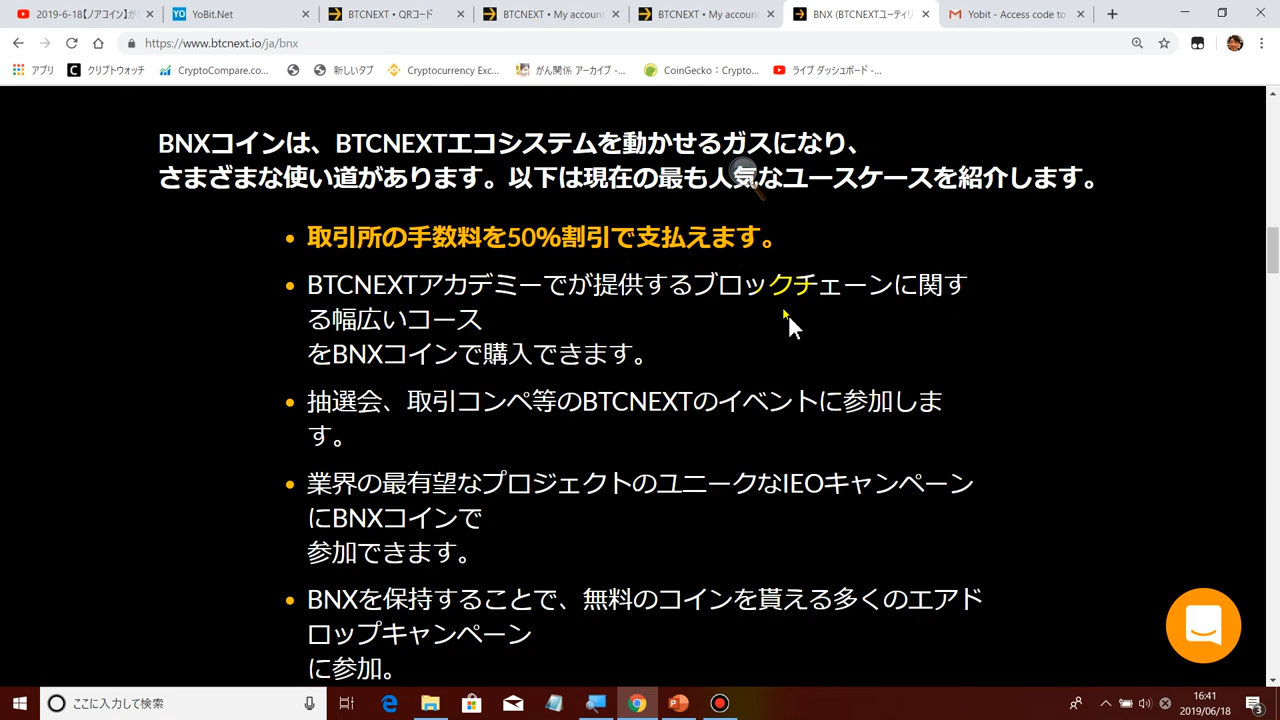 2019-6-18【ノアコイン】が
YoBit.Net
BTCNEXT • QRコード
BTCNEXT • My accoun
BTCNEXT • My accoun
BNX (BTCNEXTユーティリ
Yobit - Access code to
https://www.btcnext.io/ja/bnx
アプリ
クリプトウォッチ
CryptoCompare.co...
新しいタブ
Cryptocurrency Exc...
がん関係 アーカイブ - ...
CoinGecko：Crypto...
ライブ ダッシュボード - ...
BNXコインは、BTCNEXTエコシステムを動かせるガスになり、
さまざまな使い道があります。以下は現在の最も人気なユースケースを紹介します。
• 取引所の手数料を50%割引で支払えます。
• BTCNEXTアカデミーでが提供するブロックチェーンに関す
る幅広いコース
をBNXコインで購入できます。
• 抽選会、取引コンペ等のBTCNEXTのイベントに参加しま
す。
• 業界の最有望なプロジェクトのユニークなIEOキャンペーン
にBNXコインで
参加できます。
• BNXを保持することで、無料のコインを貰える多くのエアド
ロップキャンペーン
に参加。
ここに入力して検索
16:41
2019/06/18
3